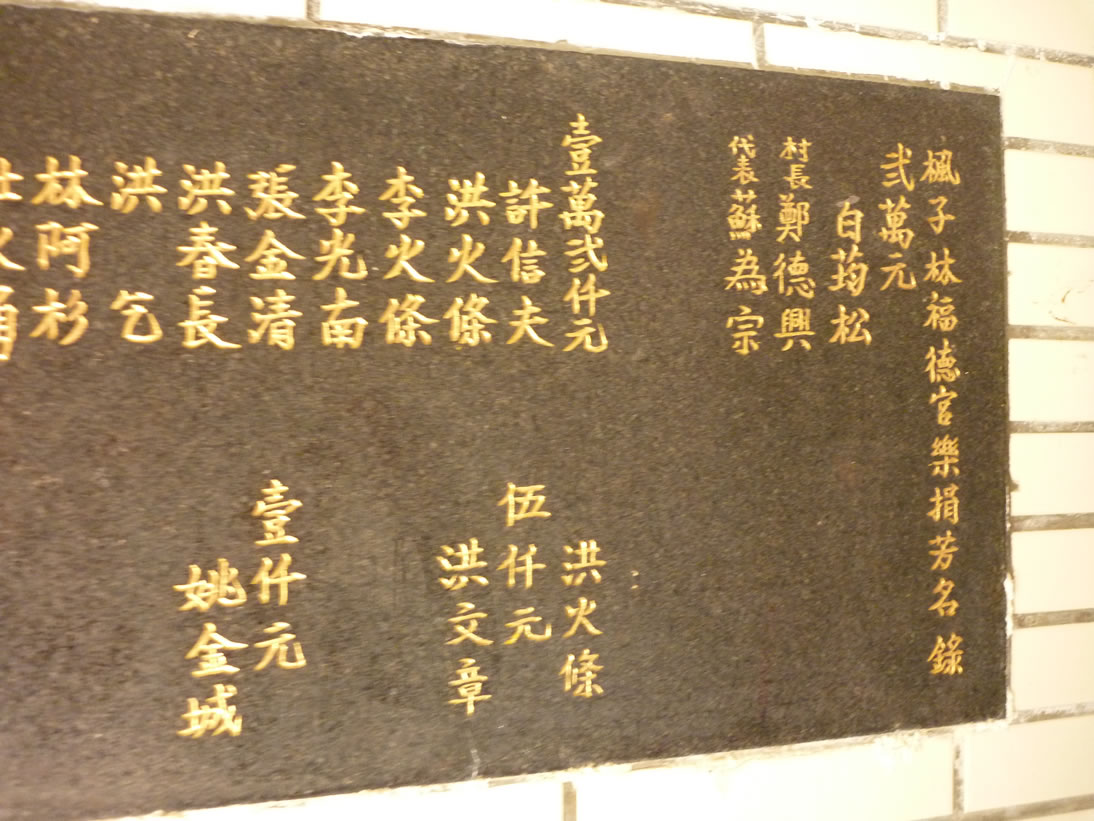 楓子林福德宮樂捐芳名錄
弍萬元
白筠松
村長鄭德興
代表蘇為宗
壹萬弍仟元
許信夫
洪火條
李火條
李光南
張金清
洪春長
洪乞
林阿杉
洪火條
伍仟元
洪文章
壹仟元
姚金城